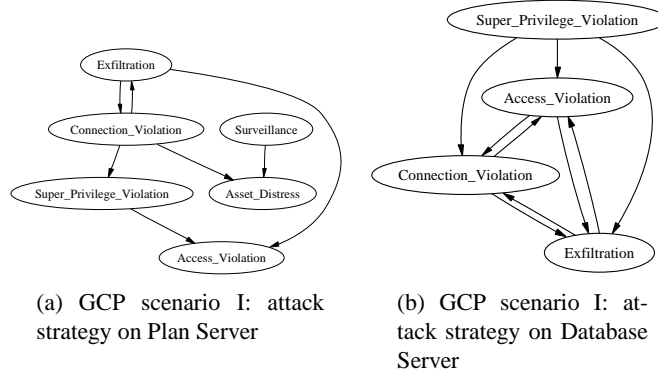 Exfiltration
Connection_Violation
Surveillance
Super_Privilege_Violation
Asset_Distress
Access_Violation
(a) GCP scenario I: attack
strategy on Plan Server
Super_Privilege_Violation
Access_Violation
Connection_Violation
Exfiltration
(b) GCP scenario I: at-
tack strategy on Database
Server